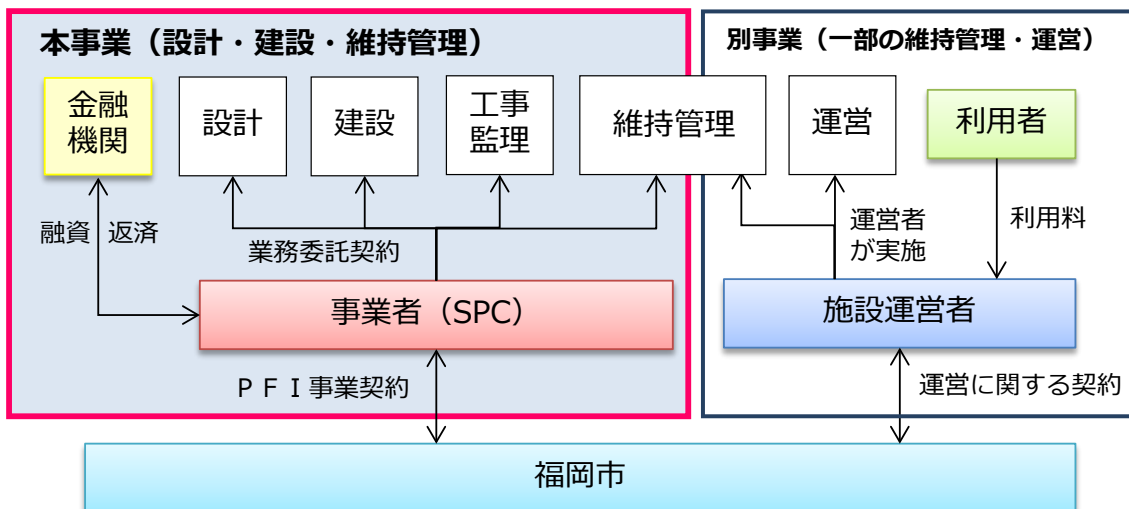 本事業（設計・建設・維持管理）
別事業（一部の維持管理・運営）
金融
機関
設計
建設
工事
監理
維持管理
運営
利用者
融資
返済
業務委託契約
運営者
が実施
利用料
事業者（SPC）
施設運営者
ＰＦＩ事業契約
運営に関する契約
福岡市